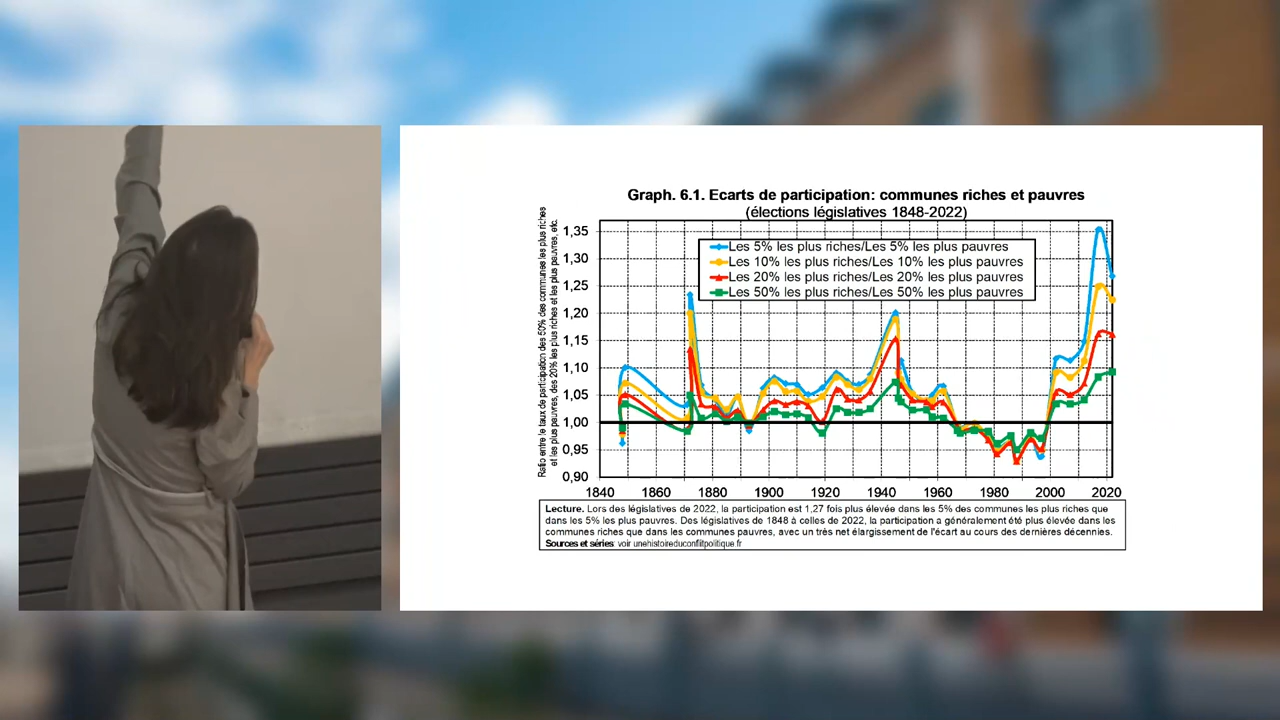 Graph. 6.1. Ecarts de participation: communes riches et pauvres
(élections législatives 1848-2022)
Ratio entre le taux de participation des 50% des communes les plus riches
et les plus pauvres, des 20% les plus riches et les plus pauvres, etc.
1,35
1,30
1,25
1,20
1,15
1,10
1,05
1,00
0,95
0,90
Les 5% les plus riches/Les 5% les plus pauvres
Les 10% les plus riches/Les 10% les plus pauvres
Les 20% les plus riches/Les 20% les plus pauvres
Les 50% les plus riches/Les 50% les plus pauvres
1840 1860 1880 1900 1920 1940 1960 1980 2000 2020
Lecture. Lors des législatives de 2022, la participation est 1,27 fois plus élevée dans les 5% des communes les plus riches que
dans les 5% les plus pauvres. Des législatives de 1848 à celles de 2022, la participation a généralement été plus élevée dans les
communes riches que dans les communes pauvres, avec un très net élargissement de l'écart au cours des dernières décennies.
Sources et séries: voir unehistoireduconflitpolitique.fr